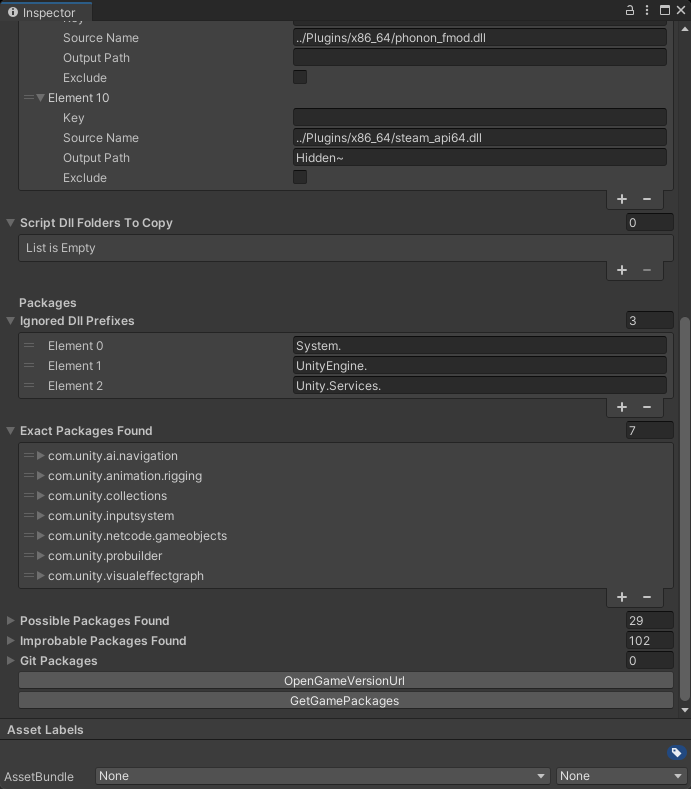 Inspector
Key
Source Name ../Plugins/x86_64/phonon_fmod.dll
Output Path
Exclude
Element 10
Key
Source Name ../Plugins/x86_64/steam_api64.dll
Output Path Hidden~
Exclude
+ −
Script Dll Folders To Copy 0
List is Empty
+ −
Packages
Ignored Dll Prefixes 3
Element 0 System.
Element 1 UnityEngine.
Element 2 Unity.Services.
+ −
Exact Packages Found 7
com.unity.ai.navigation
com.unity.animation.rigging
com.unity.collections
com.unity.inputsystem
com.unity.netcode.gameobjects
com.unity.probuilder
com.unity.visualeffectgraph
+ −
Possible Packages Found 29
Improbable Packages Found 102
Git Packages 0
OpenGameVersionUrl
GetGamePackages
Asset Labels
AssetBundle None None